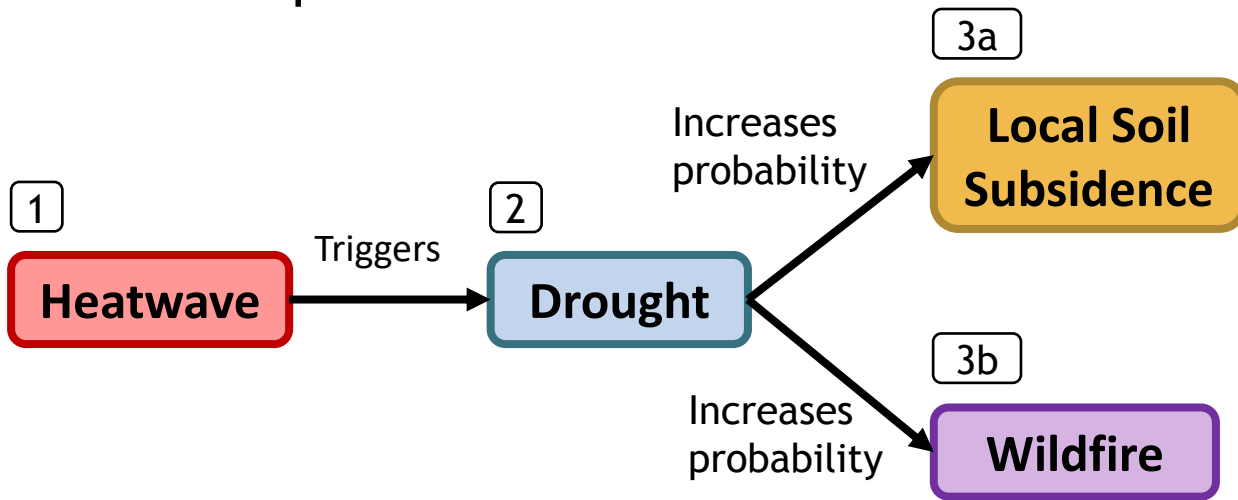 3a
Increases
probability
Local Soil
Subsidence
1
Triggers
2
Heatwave
Drought
3b
Increases
probability
Wildfire